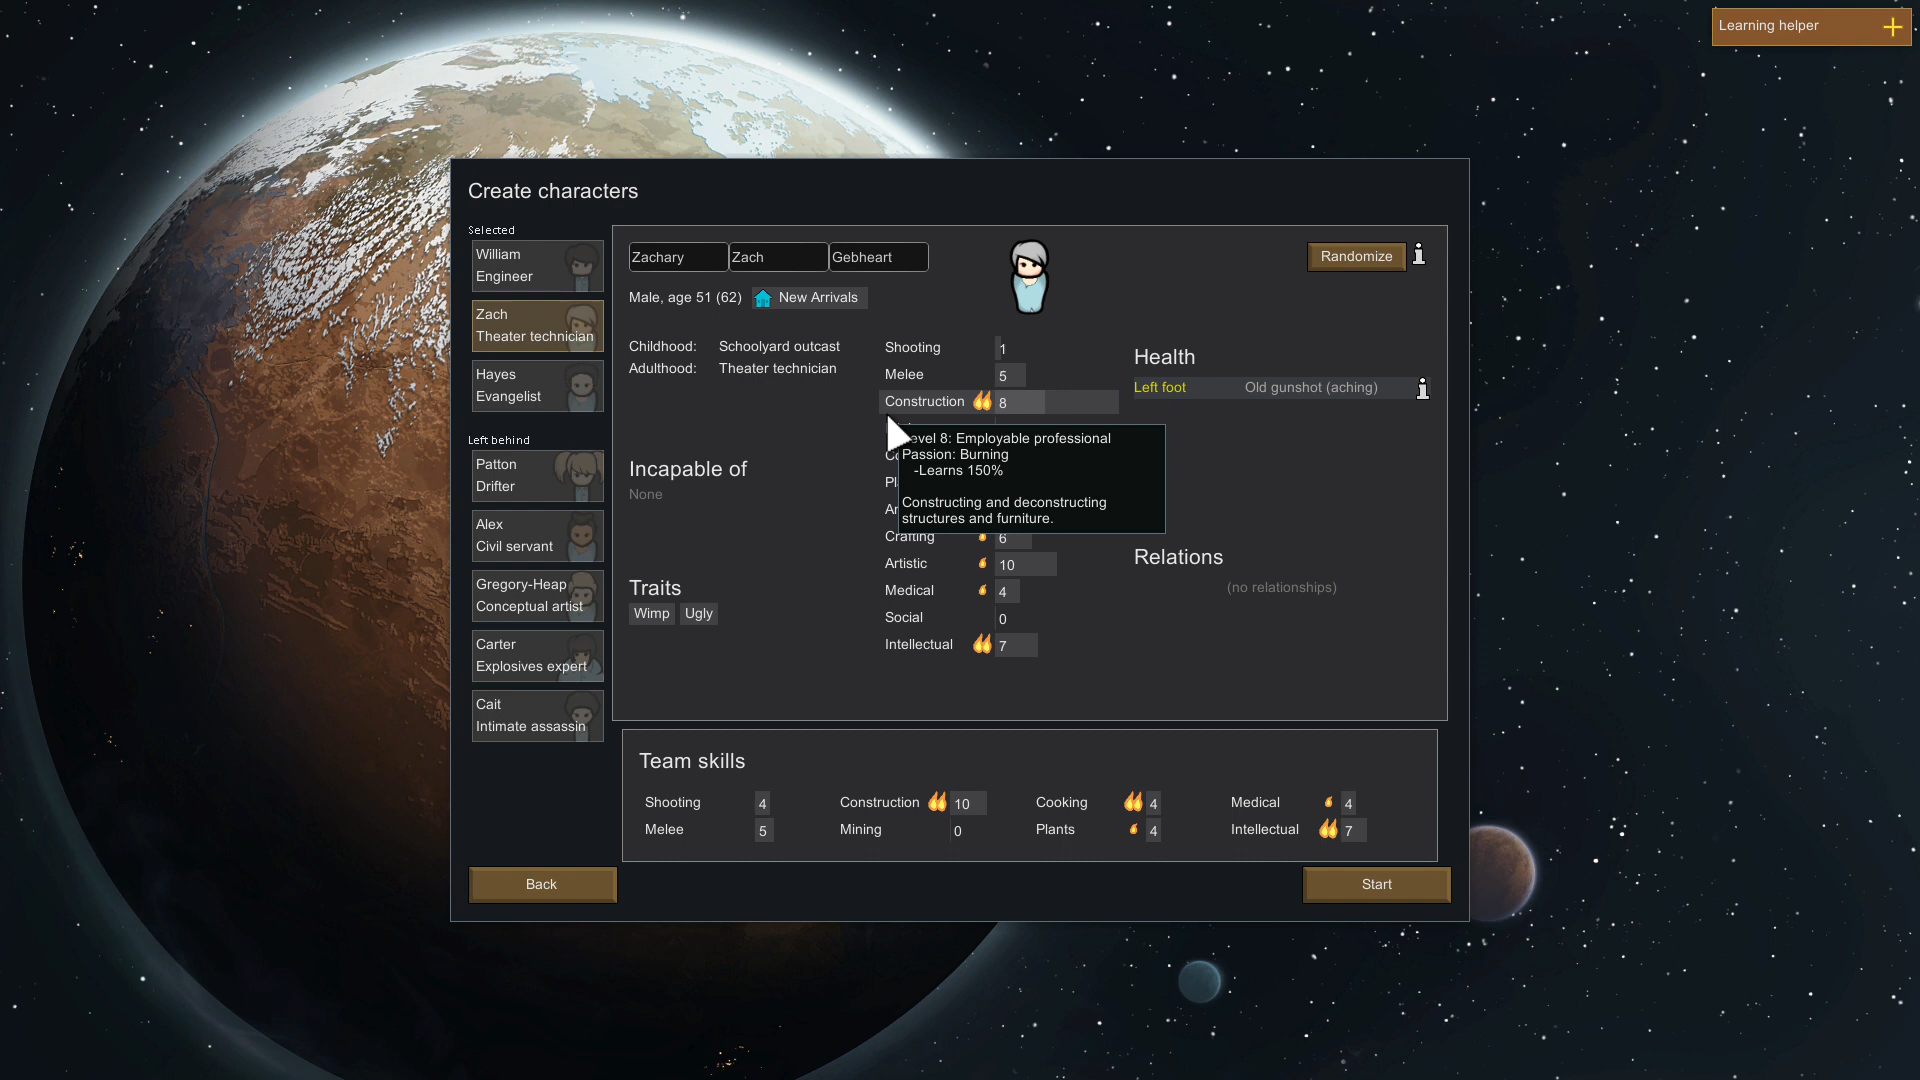 Learning helper
Create characters
Selected
William
Engineer
Zach
Theater technician
Hayes
Evangelist
Left behind
Patton
Drifter
Alex
Civil servant
Gregory-Heap
Conceptual artist
Carter
Explosives expert
Cait
Intimate assassin
Zachary Zach Gebheart
Randomize
Male, age 51 (62) New Arrivals
Childhood: Schoolyard outcast
Adulthood: Theater technician
Incapable of
None
Traits
Wimp Ugly
Shooting 1
Melee 5
Construction 8
evel 8: Employable professional
Passion: Burning
-Learns 150%
Constructing and deconstructing
structures and furniture.
Crafting 6
Artistic 10
Medical 4
Social 0
Intellectual 7
Health
Left foot Old gunshot (aching)
Relations
(no relationships)
Team skills
Shooting 4 Construction 10 Cooking 4 Medical 4
Melee 5 Mining 0 Plants 4 Intellectual 7
Back
Start